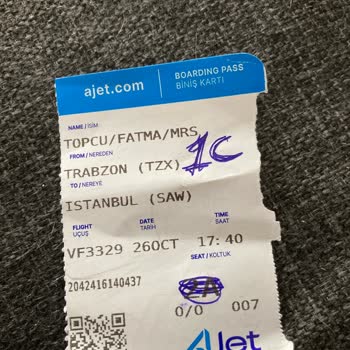 ajet.com
BOARDING PASS
BİNİŞ KARTI
NAME / İSİM
TOPCU/FATMA/MRS
FROM / NEREDEN
1C
TRABZON (TZX)
TO / NEREYE
ISTANBUL (SAW)
FLIGHT DATE TIME
UÇUŞ TARİH SAAT
VF3329 26OCT 17:40
SEAT / KOLTUK
2042416140437
2A
0/0 007
AJet